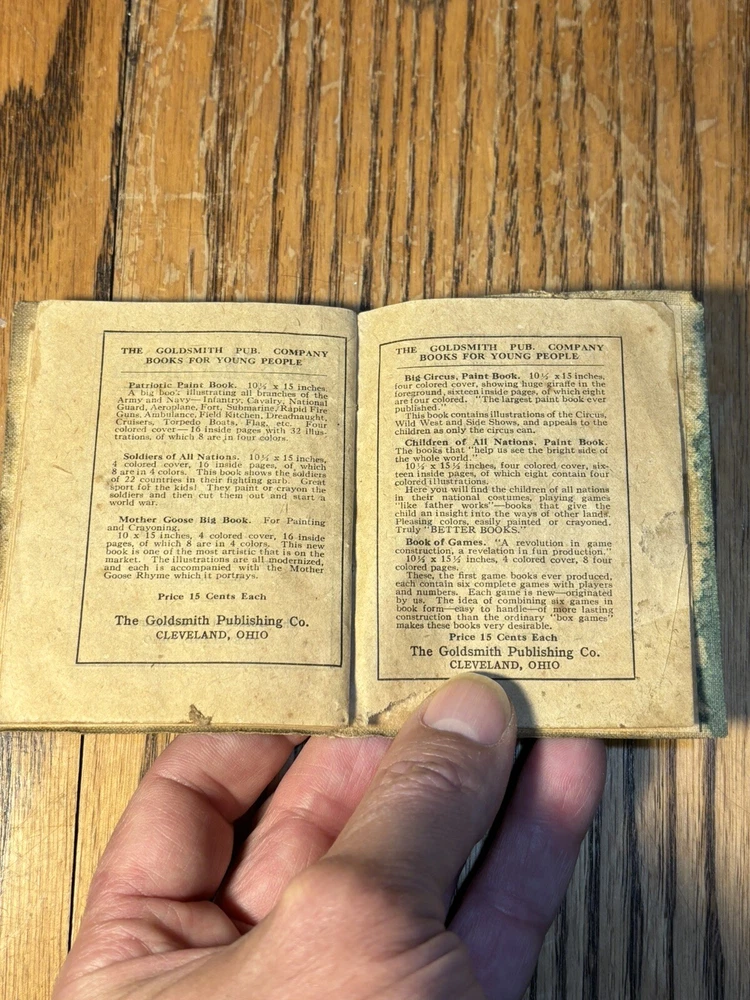 THE GOLDSMITH PUB. COMPANY
BOOKS FOR YOUNG PEOPLE
Patriotic Paint Book. 10½ x 15 inches.
A big book illustrating all branches of the
Army and Navy—Infantry, Cavalry, National
Guard, Aeroplane, Fort, Submarine, Rapid Fire
Guns, Ambulance, Field Kitchen, Dreadnaught,
Cruisers, Torpedo Boats, Flag, etc. Four
colored cover—16 inside pages with 32 illus-
trations, of which 8 are in four colors.
Soldiers of All Nations. 10½ x 15 inches,
4 colored cover, 16 inside pages, of which
8 are in 4 colors. This book shows the soldiers
of 22 countries in their fighting garb. Great
sport for the kids! They paint or crayon the
soldiers and then cut them out and start a
world war.
Mother Goose Big Book. For Painting
and Crayoning.
10 x 15 inches, 4 colored cover, 16 inside
pages, of which 8 are in 4 colors. This new
book is one of the most artistic that is on the
market. The illustrations are all modernized,
and each is accompanied with the Mother
Goose Rhyme which it portrays.
Price 15 Cents Each
The Goldsmith Publishing Co.
CLEVELAND, OHIO
THE GOLDSMITH PUB. COMPANY
BOOKS FOR YOUNG PEOPLE
Big Circus, Paint Book. 10½ x 15 inches,
four colored cover, showing huge giraffe in the
foreground, sixteen inside pages, of which eight
are four colored. "The largest paint book ever
published."
This book contains illustrations of the Circus,
Wild West and Side Shows, and appeals to the
children as only the circus can.
Children of All Nations, Paint Book.
The books that "help us see the bright side of
the whole world."
10½ x 15½ inches, four colored cover, six-
teen inside pages, of which eight contain four
colored illustrations.
Here you will find the children of all nations
in their national costumes, playing games
"like father works"—books that give the
child an insight into the ways of other lands.
Pleasing colors, easily painted or crayoned.
Truly "BETTER BOOKS."
Book of Games. "A revolution in game
construction, a revelation in fun production."
10½ x 15½ inches, 4 colored cover, 8 four
colored pages.
These, the first game books ever produced,
each contain six complete games with players
and numbers. Each game is new—originated
by us. The idea of combining six games in
book form—easy to handle—of more lasting
construction than the ordinary "box games"
makes these books very desirable.
Price 15 Cents Each
The Goldsmith Publishing Co.
CLEVELAND, OHIO